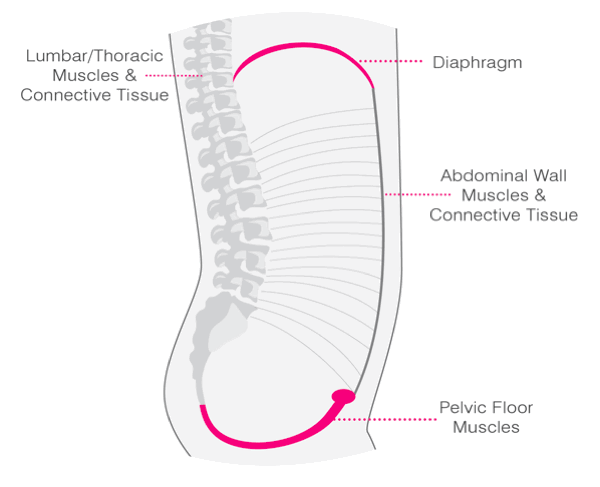 Lumbar/Thoracic
Muscles &
Connective Tissue
Diaphragm
Abdominal Wall
Muscles &
Connective Tissue
Pelvic Floor
Muscles